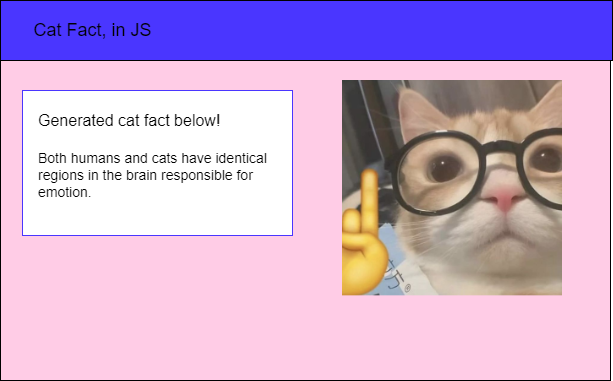 Cat Fact, in JS
Generated cat fact below!
Both humans and cats have identical
regions in the brain responsible for
emotion.